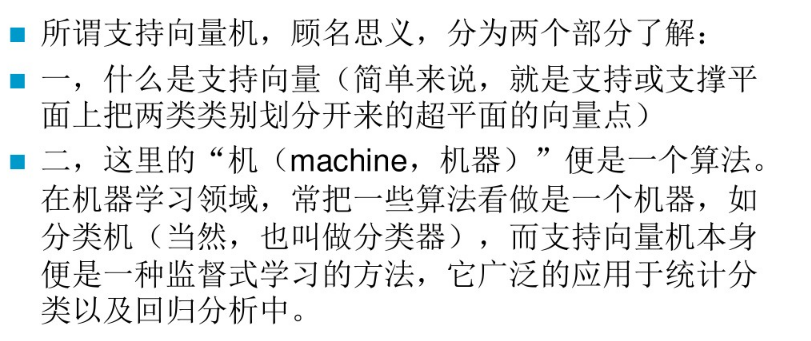 ■ 所谓支持向量机，顾名思义，分为两个部分了解：
■ 一，什么是支持向量（简单来说，就是支持或支撑平
面上把两类类别划分开来的超平面的向量点）
■ 二，这里的“机（machine，机器）”便是一个算法。
在机器学习领域，常把一些算法看做是一个机器，如
分类机（当然，也叫做分类器），而支持向量机本身
便是一种监督式学习的方法，它广泛的应用于统计分
类以及回归分析中。